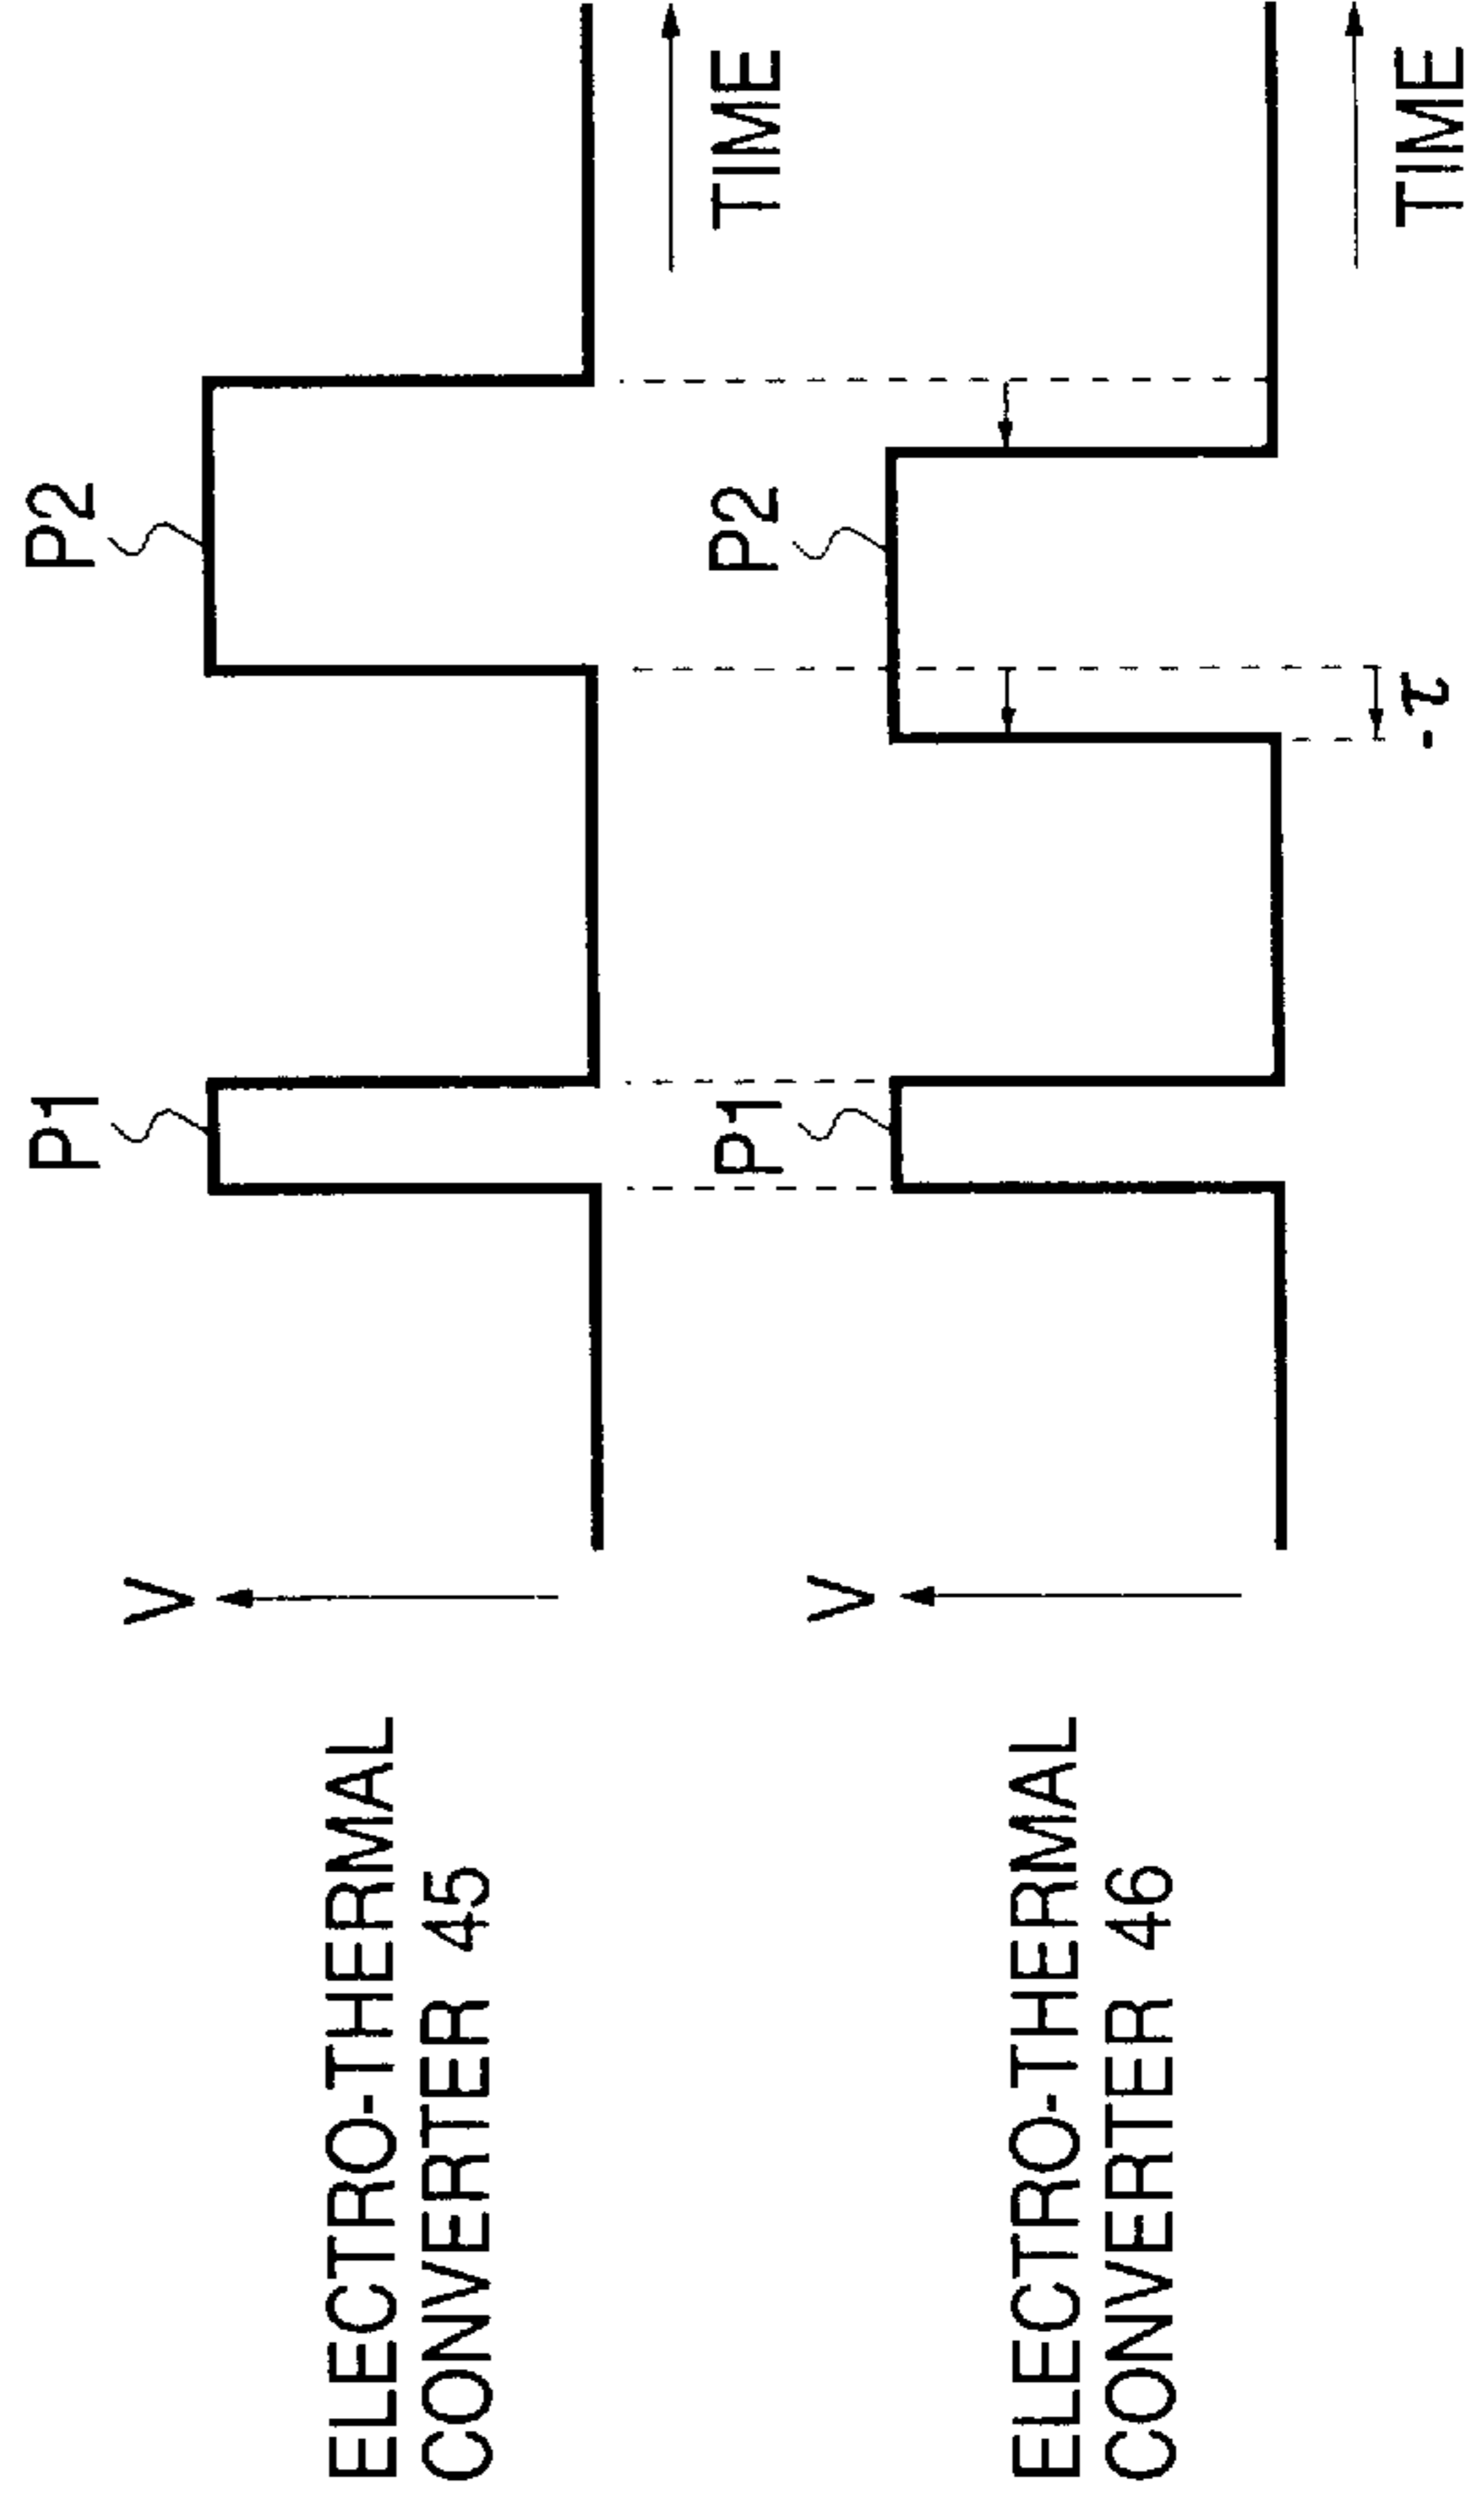 P1
P2
V
ELECTRO-THERMAL
CONVERTER 45
TIME
P1
P2
V
ELECTRO-THERMAL
CONVERTER 46
TIME
-τ